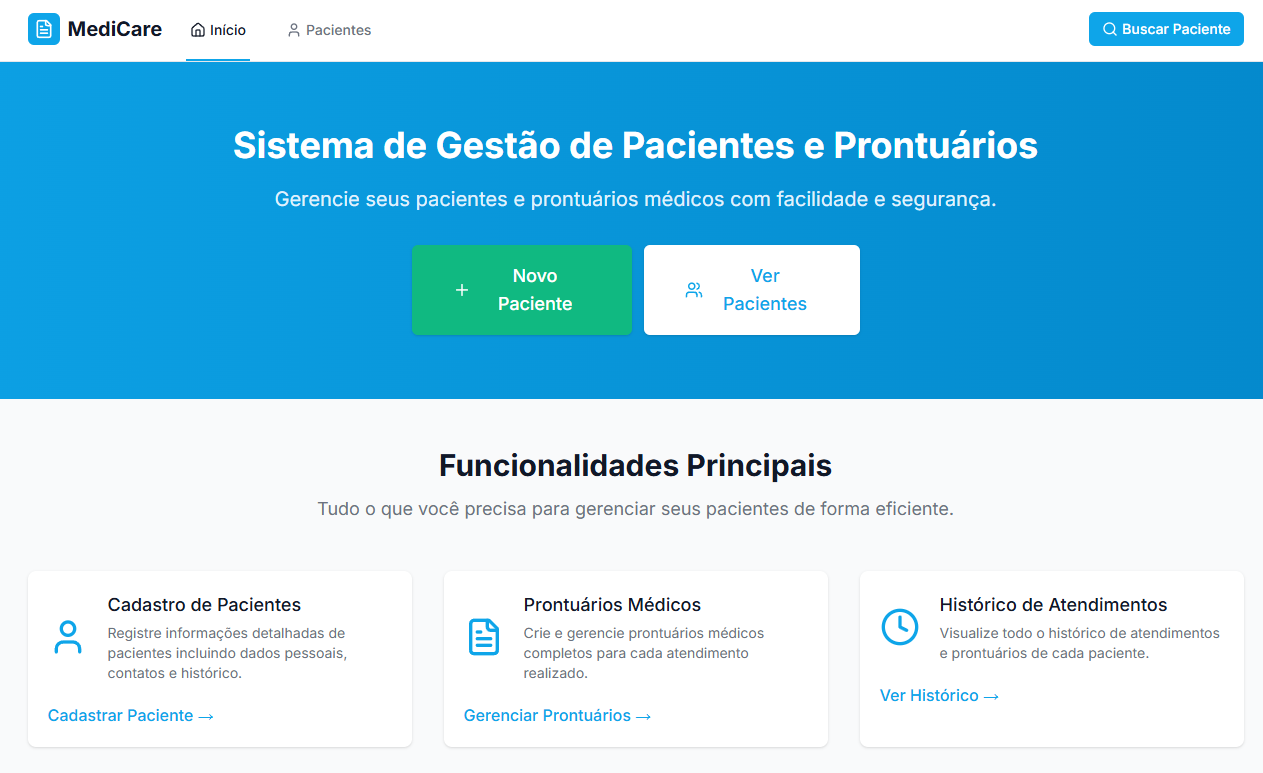 MediCare
Início
Pacientes
Buscar Paciente
Sistema de Gestão de Pacientes e Prontuários
Gerencie seus pacientes e prontuários médicos com facilidade e segurança.
Novo
Paciente
Ver
Pacientes
Funcionalidades Principais
Tudo o que você precisa para gerenciar seus pacientes de forma eficiente.
Cadastro de Pacientes
Registre informações detalhadas de
pacientes incluindo dados pessoais,
contatos e histórico.
Cadastrar Paciente →
Prontuários Médicos
Crie e gerencie prontuários médicos
completos para cada atendimento
realizado.
Gerenciar Prontuários →
Histórico de Atendimentos
Visualize todo o histórico de atendimentos
e prontuários de cada paciente.
Ver Histórico →